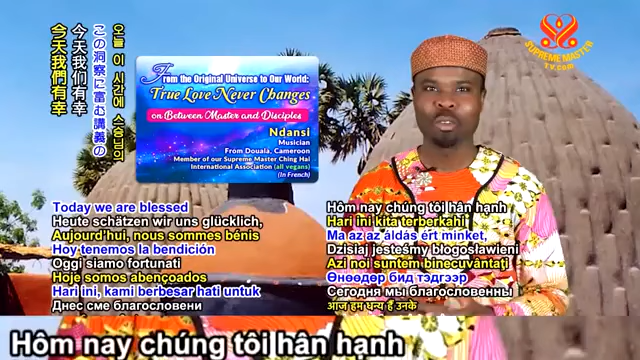 오늘 이 시간에 스승님의
この洞察に富む講義の
今天我们有幸
今天我們有幸
SUPREME MASTER
TV.com
From the Original Universe to Our World:
True Love Never Changes
on Between Master and Disciples
Ndansi
Musician
From Douala, Cameroon
Member of our Supreme Master Ching Hai
International Association (all vegans)
(In French)
Today we are blessed
Heute schätzen wir uns glücklich,
Aujourd'hui, nous sommes bénis
Hoy tenemos la bendición
Oggi siamo fortunati
Hoje somos abençoados
Hari ini, kami berbesar hati untuk
Днес сме благословени
Hôm nay chúng tôi hân hạnh
Hari ini kita terberkahi
Ma az az áldás ért minket,
Dzisiaj jesteśmy błogosławieni
Azi noi suntem binecuvântaţi
Өнөөдөр бид тэдгээр
Сегодня мы благословенны
आज हम धन्य हैं उनके
Hôm nay chúng tôi hân hạnh